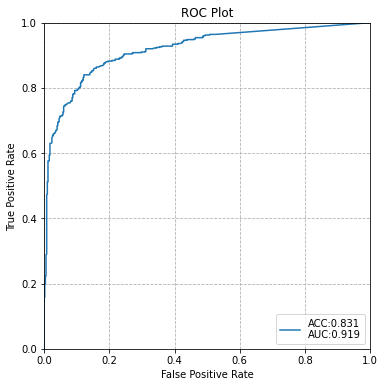 ROC Plot
True Positive Rate
1.0
0.8
0.6
0.4
0.2
0.0
ACC:0.831
AUC:0.919
0.0 0.2 0.4 0.6 0.8 1.0
False Positive Rate